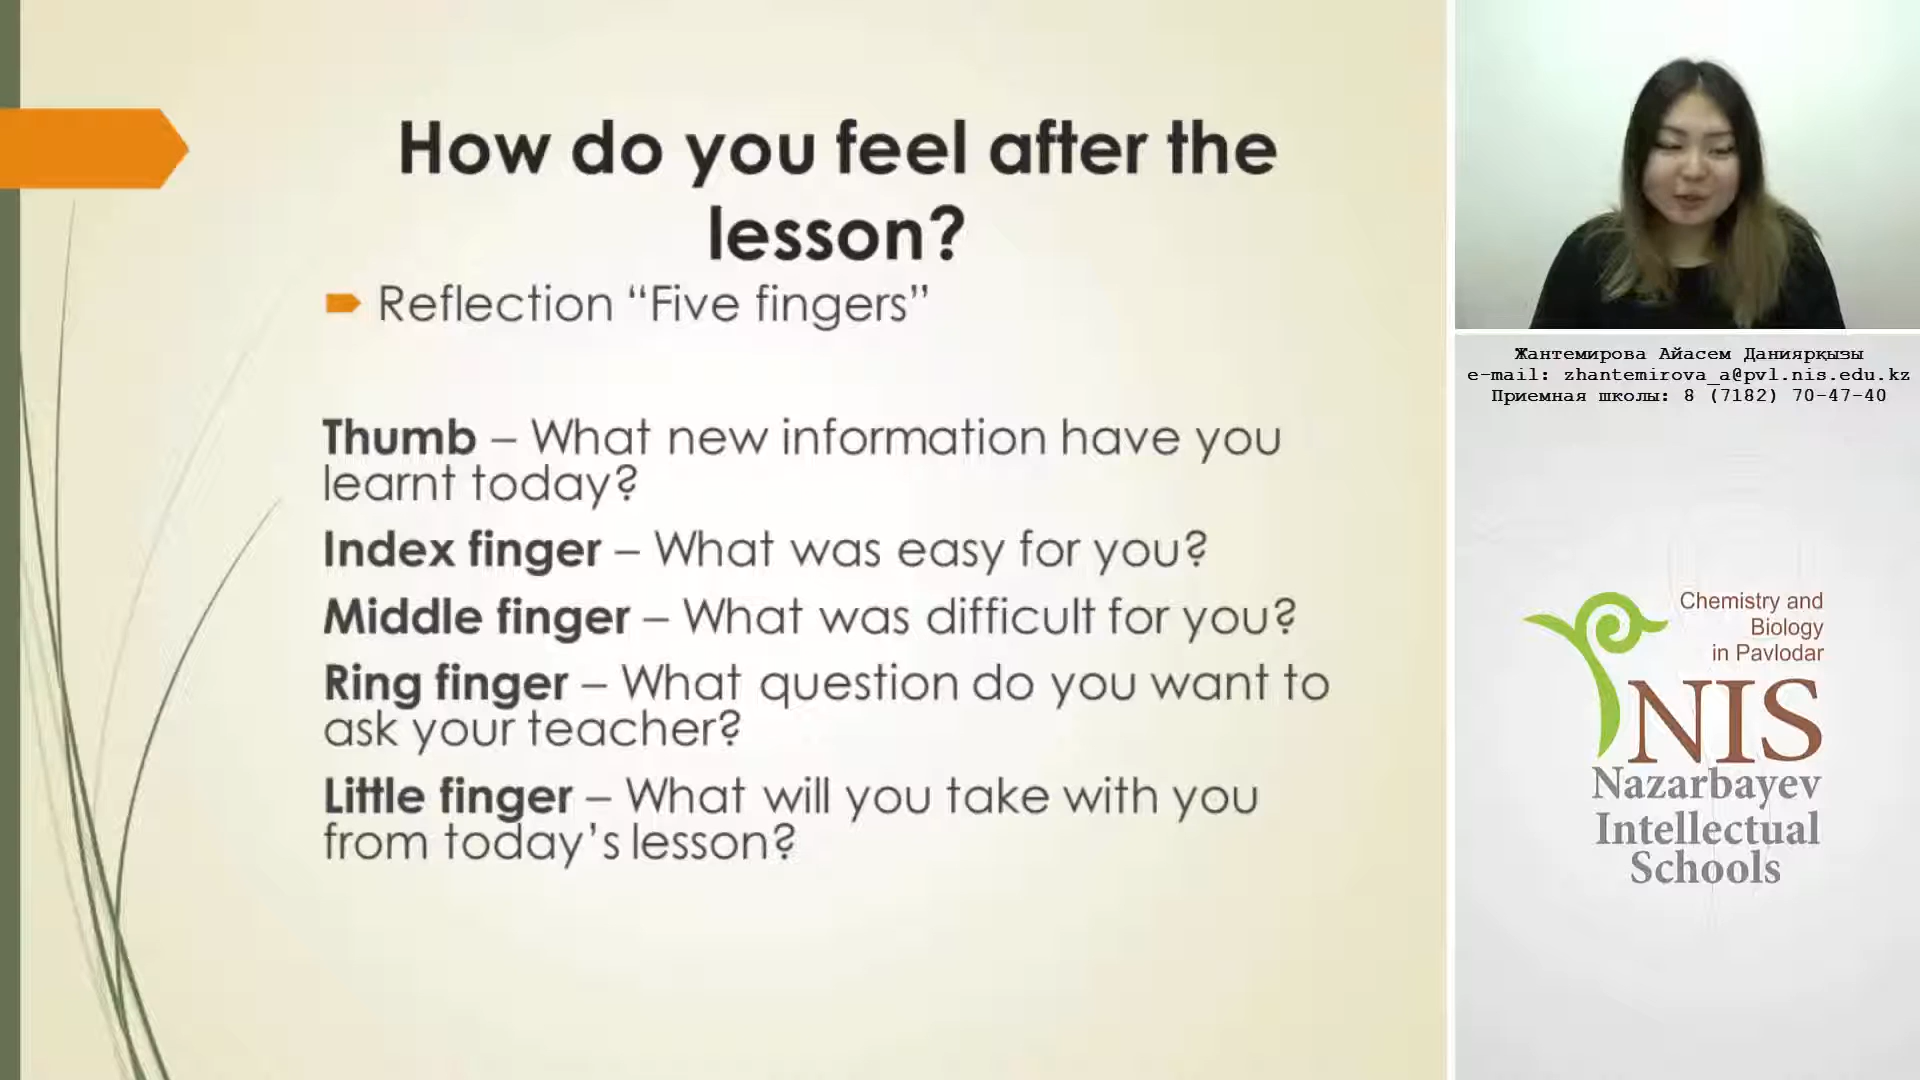 How do you feel after the
lesson?
Reflection “Five fingers”
Thumb – What new information have you
learnt today?
Index finger – What was easy for you?
Middle finger – What was difficult for you?
Ring finger – What question do you want to
ask your teacher?
Little finger – What will you take with you
from today’s lesson?
Жантемирова Айасем Даниярқызы
e-mail: zhantemirova_a@pvl.nis.edu.kz
Приемная школы: 8 (7182) 70-47-40
Chemistry and
Biology
in Pavlodar
NIS
Nazarbayev
Intellectual
Schools